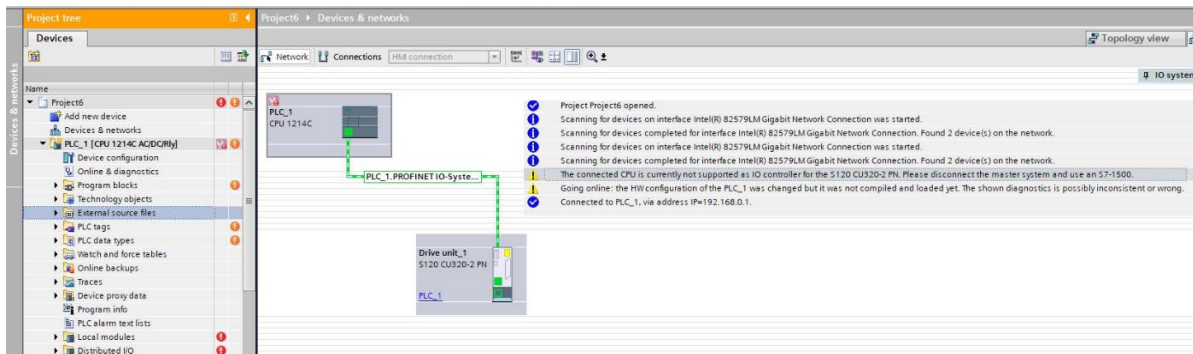 Project tree
Project6 ▸ Devices & networks
Devices
Topology view
Network
Connections
HMI connection
IO system
Devices & networks
Name
Project6
Add new device
Devices & networks
PLC_1 [CPU 1214C AC/DC/Rly]
Device configuration
Online & diagnostics
Program blocks
Technology objects
External source files
PLC tags
PLC data types
Watch and force tables
Online backups
Traces
Device proxy data
Program info
PLC alarm text lists
Local modules
Distributed I/O
PLC_1
CPU 1214C
PLC_1.PROFINET IO-Syste...
Drive unit_1
S120 CU320-2 PN
PLC_1
Project Project6 opened.
Scanning for devices on interface Intel(R) 82579LM Gigabit Network Connection was started.
Scanning for devices completed for interface Intel(R) 82579LM Gigabit Network Connection. Found 2 device(s) on the network.
Scanning for devices on interface Intel(R) 82579LM Gigabit Network Connection was started.
Scanning for devices completed for interface Intel(R) 82579LM Gigabit Network Connection. Found 2 device(s) on the network.
The connected CPU is currently not supported as IO controller for the S120 CU320-2 PN. Please disconnect the master system and use an S7-1500.
Going online: the HW configuration of the PLC_1 was changed but it was not compiled and loaded yet. The shown diagnostics is possibly inconsistent or wrong.
Connected to PLC_1, via address IP=192.168.0.1.